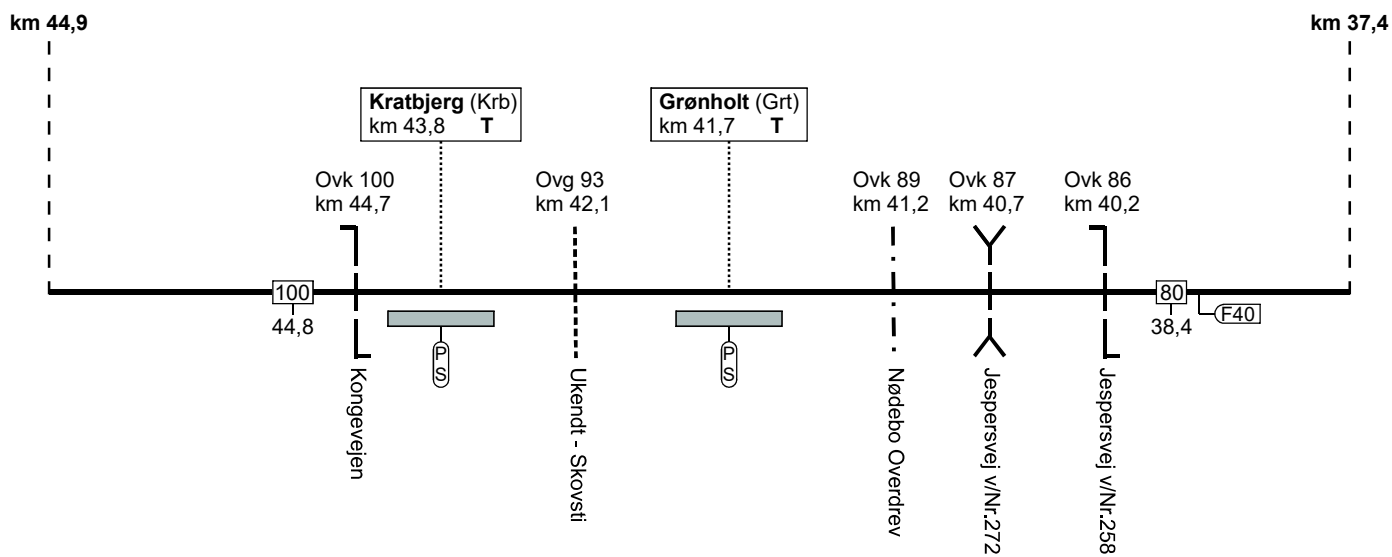 km 44,9
km 37,4
Kratbjerg (Krb)
km 43,8 T
Grønholt (Grt)
km 41,7 T
Ovk 100
km 44,7
Ovg 93
km 42,1
Ovk 89
km 41,2
Ovk 87
km 40,7
Ovk 86
km 40,2
100
44,8
80
38,4
F40
P
S
P
S
Kongevejen
Ukendt - Skovsti
Nødebo Overdrev
Jespersvej v/Nr.272
Jespersvej v/Nr.258